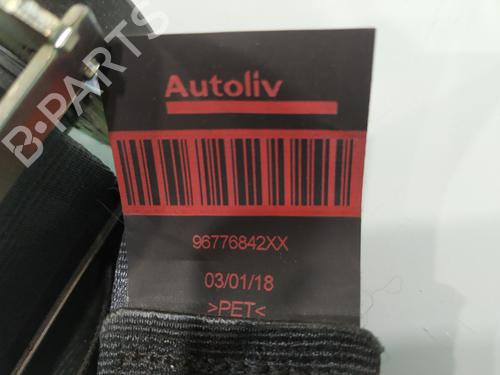 Autoliv
B-PARTS
96776842XX
03/01/18
>PET<